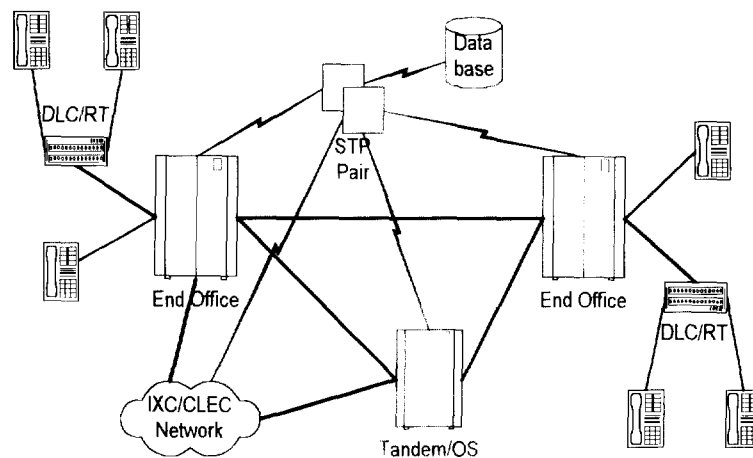 Data
base
DLC/RT
STP
Pair
End Office
End Office
DLC/RT
IXC/CLEC
Network
Tandem/OS